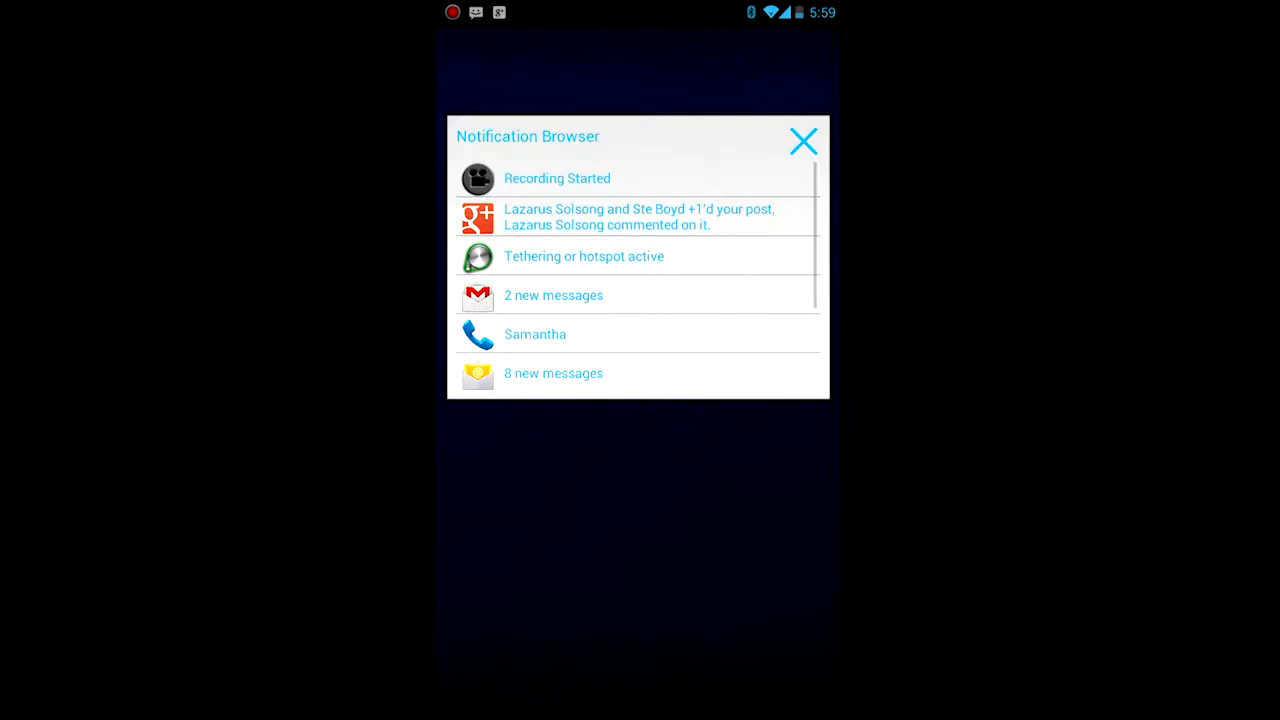 5:59
Notification Browser
Recording Started
Lazarus Solsong and Ste Boyd +1'd your post,
Lazarus Solsong commented on it.
Tethering or hotspot active
2 new messages
Samantha
8 new messages